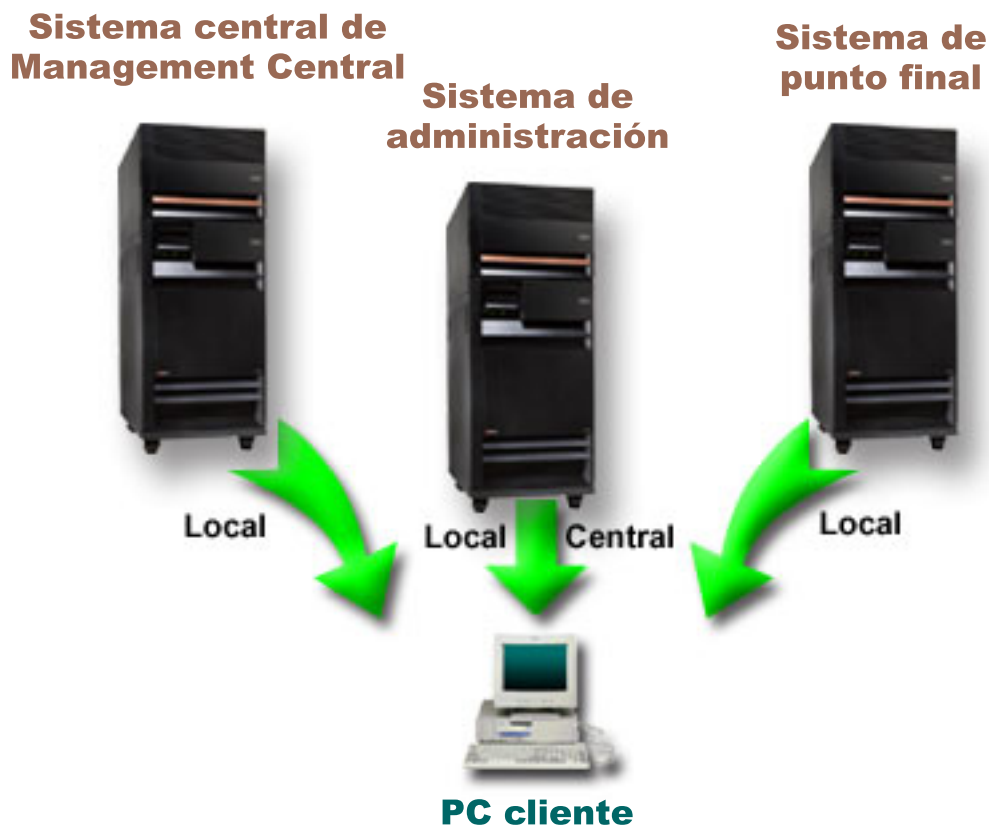 Sistema central de
Management Central
Sistema de
administración
Sistema de
punto final
Local
Local
Central
Local
PC cliente